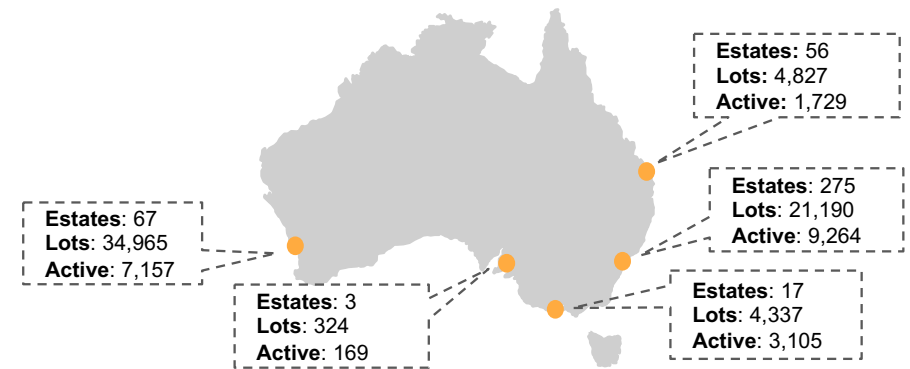 Estates: 56
Lots: 4,827
Active: 1,729
Estates: 275
Lots: 21,190
Active: 9,264
Estates: 67
Lots: 34,965
Active: 7,157
Estates: 3
Lots: 324
Active: 169
Estates: 17
Lots: 4,337
Active: 3,105